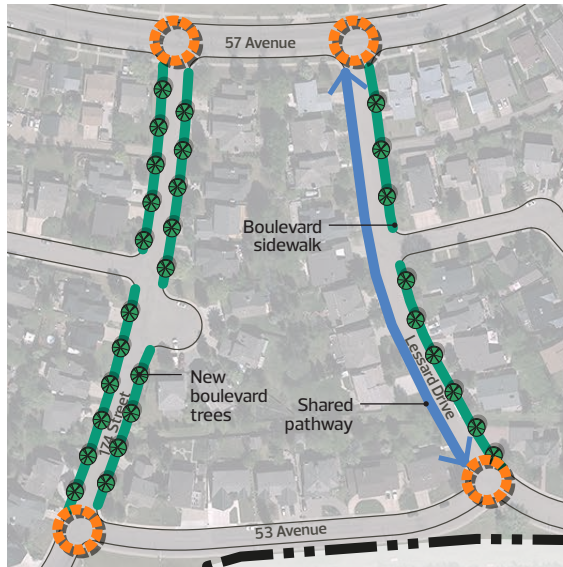 57 Avenue
Boulevard
sidewalk
New
boulevard
trees
Shared
pathway
Lessard Drive
174 Street
53 Avenue